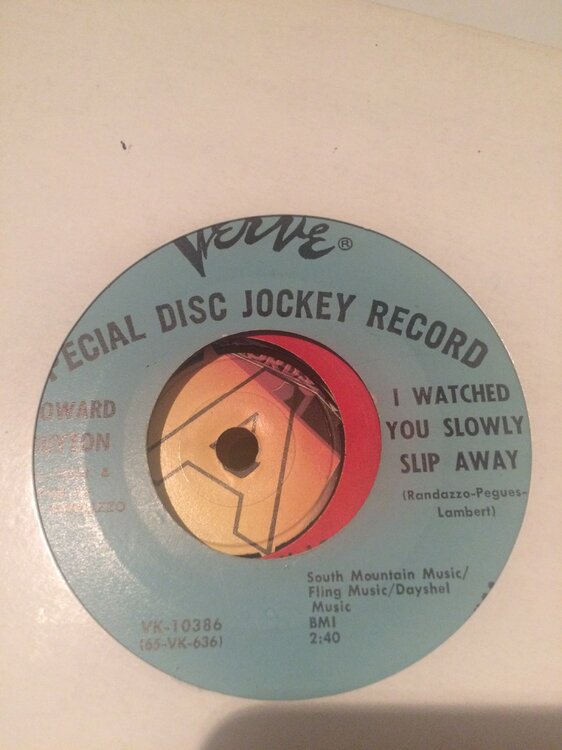 VERVE®
PECIAL DISC JOCKEY RECORD
OWARD
I WATCHED
YOU SLOWLY
SLIP AWAY
(Randazzo-Pegues-
Lambert)
&
South Mountain Music/
Fling Music/Dayshel
Music
BMI
2:40
VK-10386
(65-VK-636)